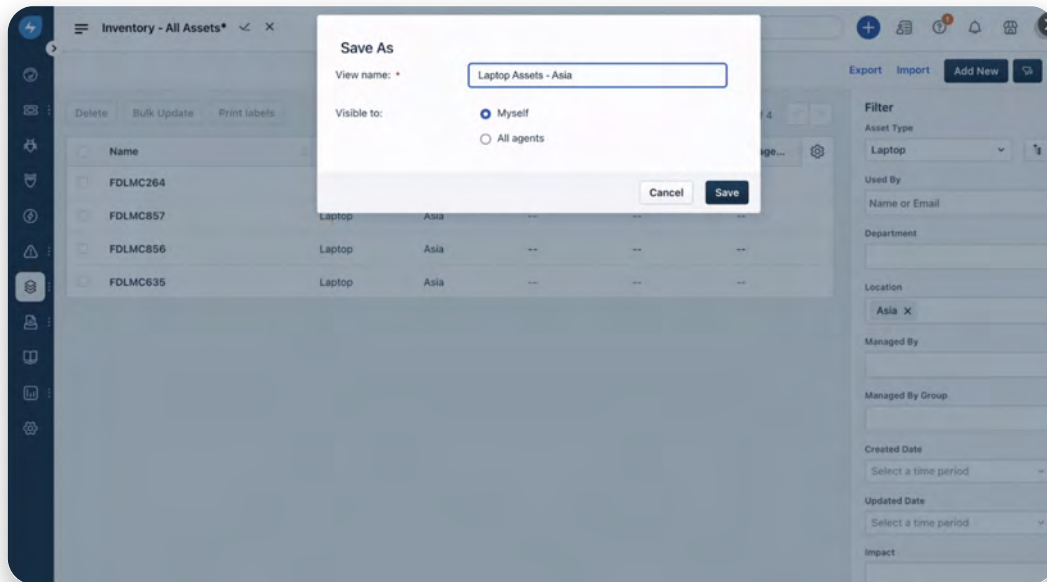 Inventory - All Assets*
1
Export Import Add New
Save As
View name: *
Laptop Assets - Asia
Visible to:
Myself
All agents
Cancel Save
Delete Bulk Update Print labels
4
Name
FDLMC264
FDLMC857 Laptop Asia -- -- --
FDLMC856 Laptop Asia -- -- --
FDLMC635 Laptop Asia -- -- --
Filter
Asset Type
Laptop
Used By
Name or Email
Department
Location
Asia ×
Managed By
Managed By Group
Created Date
Select a time period
Updated Date
Select a time period
Impact